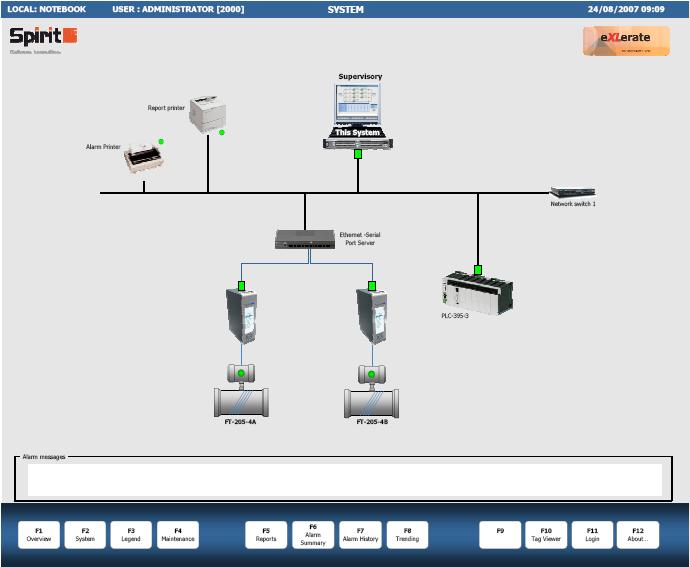 LOCAL: NOTEBOOK USER : ADMINISTRATOR [2000] SYSTEM 24/08/2007 09:09
Spirit
eXLerate
Supervisory
This System
Report printer
Alarm Printer
Network switch 1
Ethernet -Serial
Port Server
PLC-395-3
FT-205-4A
FT-205-4B
Alarm messages
F1
Overview
F2
System
F3
Legend
F4
Maintenance
F5
Reports
F6
Alarm
Summary
F7
Alarm History
F8
Trending
F9
F10
Tag Viewer
F11
Login
F12
About...